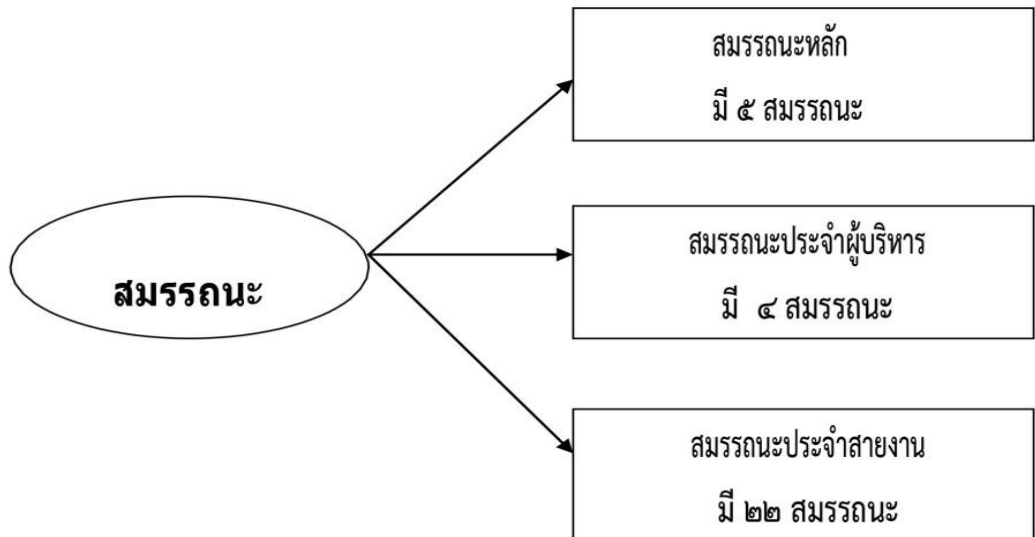 สมรรถนะ
สมรรถนะหลัก
มี ๕ สมรรถนะ
สมรรถนะประจำผู้บริหาร
มี ๔ สมรรถนะ
สมรรถนะประจำสายงาน
มี ๒๒ สมรรถนะ